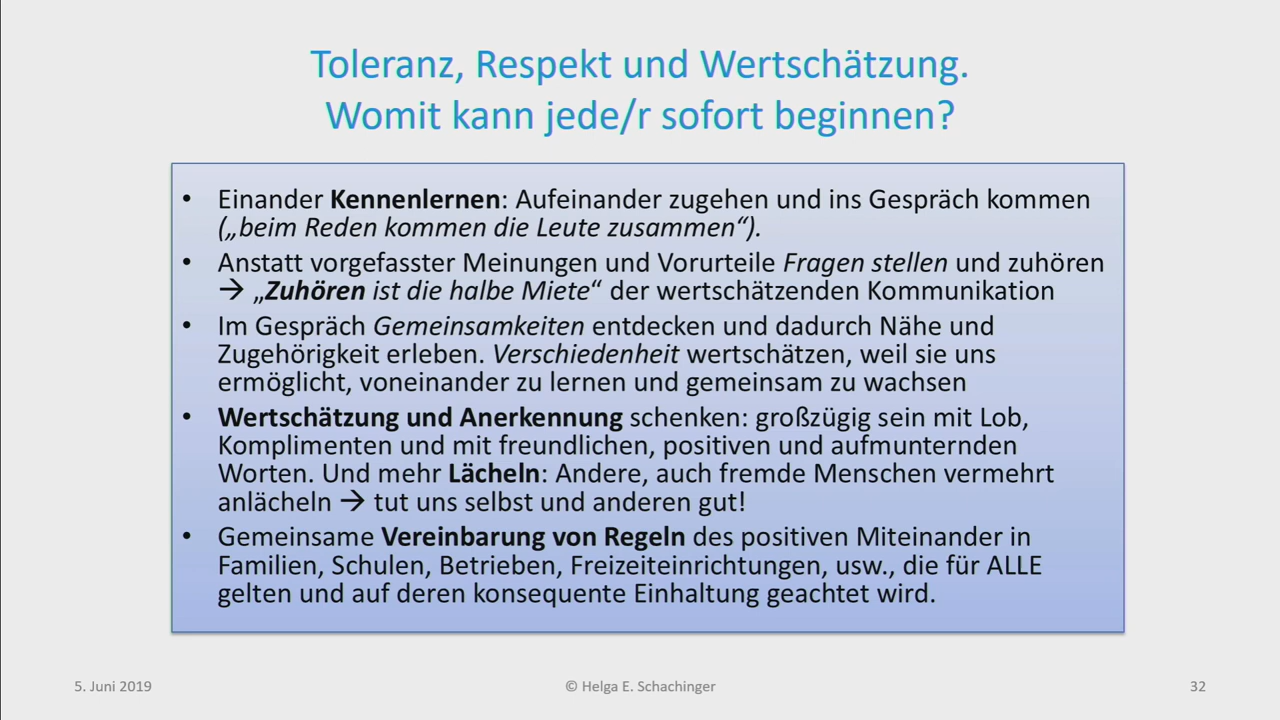 Toleranz, Respekt und Wertschätzung.
Womit kann jede/r sofort beginnen?
• Einander Kennenlernen: Aufeinander zugehen und ins Gespräch kommen
(„beim Reden kommen die Leute zusammen“).
• Anstatt vorgefasster Meinungen und Vorurteile Fragen stellen und zuhören
→ „Zuhören ist die halbe Miete“ der wertschätzenden Kommunikation
• Im Gespräch Gemeinsamkeiten entdecken und dadurch Nähe und
Zugehörigkeit erleben. Verschiedenheit wertschätzen, weil sie uns
ermöglicht, voneinander zu lernen und gemeinsam zu wachsen
• Wertschätzung und Anerkennung schenken: großzügig sein mit Lob,
Komplimenten und mit freundlichen, positiven und aufmunternden
Worten. Und mehr Lächeln: Andere, auch fremde Menschen vermehrt
anlächeln → tut uns selbst und anderen gut!
• Gemeinsame Vereinbarung von Regeln des positiven Miteinander in
Familien, Schulen, Betrieben, Freizeiteinrichtungen, usw., die für ALLE
gelten und auf deren konsequente Einhaltung geachtet wird.
5. Juni 2019
© Helga E. Schachinger
32